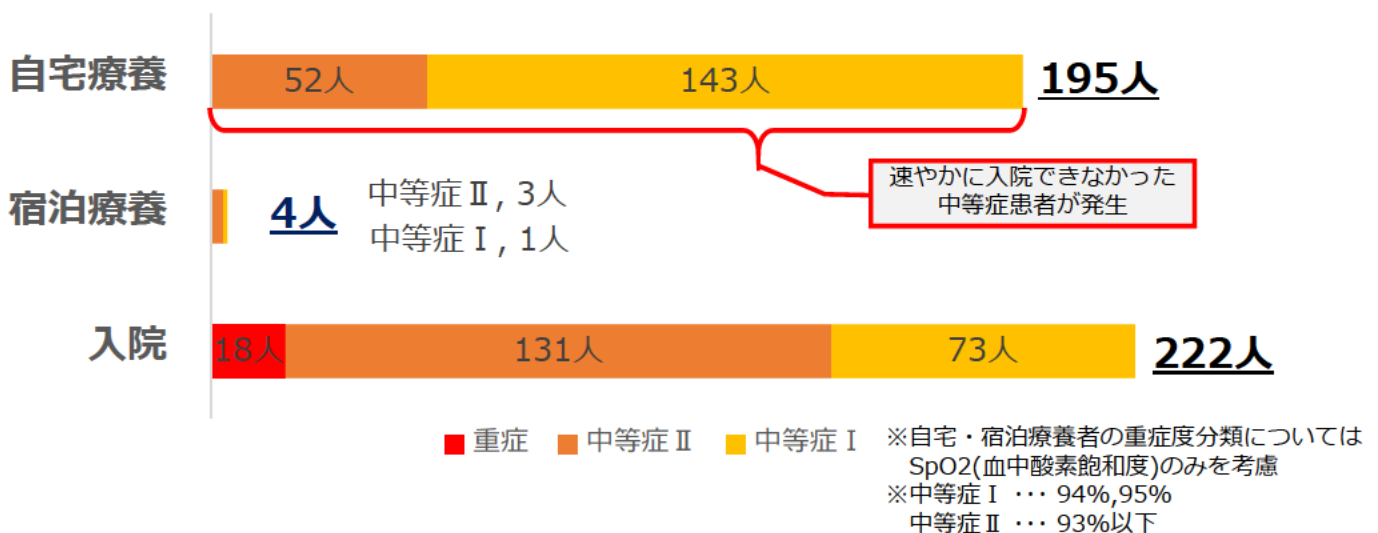 自宅療養
52人
143人
195人
速やかに入院できなかった
中等症患者が発生
宿泊療養
4人
中等症Ⅱ, 3人
中等症Ⅰ, 1人
入院
18人
131人
73人
222人
重症
中等症Ⅱ
中等症Ⅰ
※自宅・宿泊療養者の重症度分類については
SpO2(血中酸素飽和度)のみを考慮
※中等症Ⅰ ･･･ 94%,95%
中等症Ⅱ ･･･ 93%以下